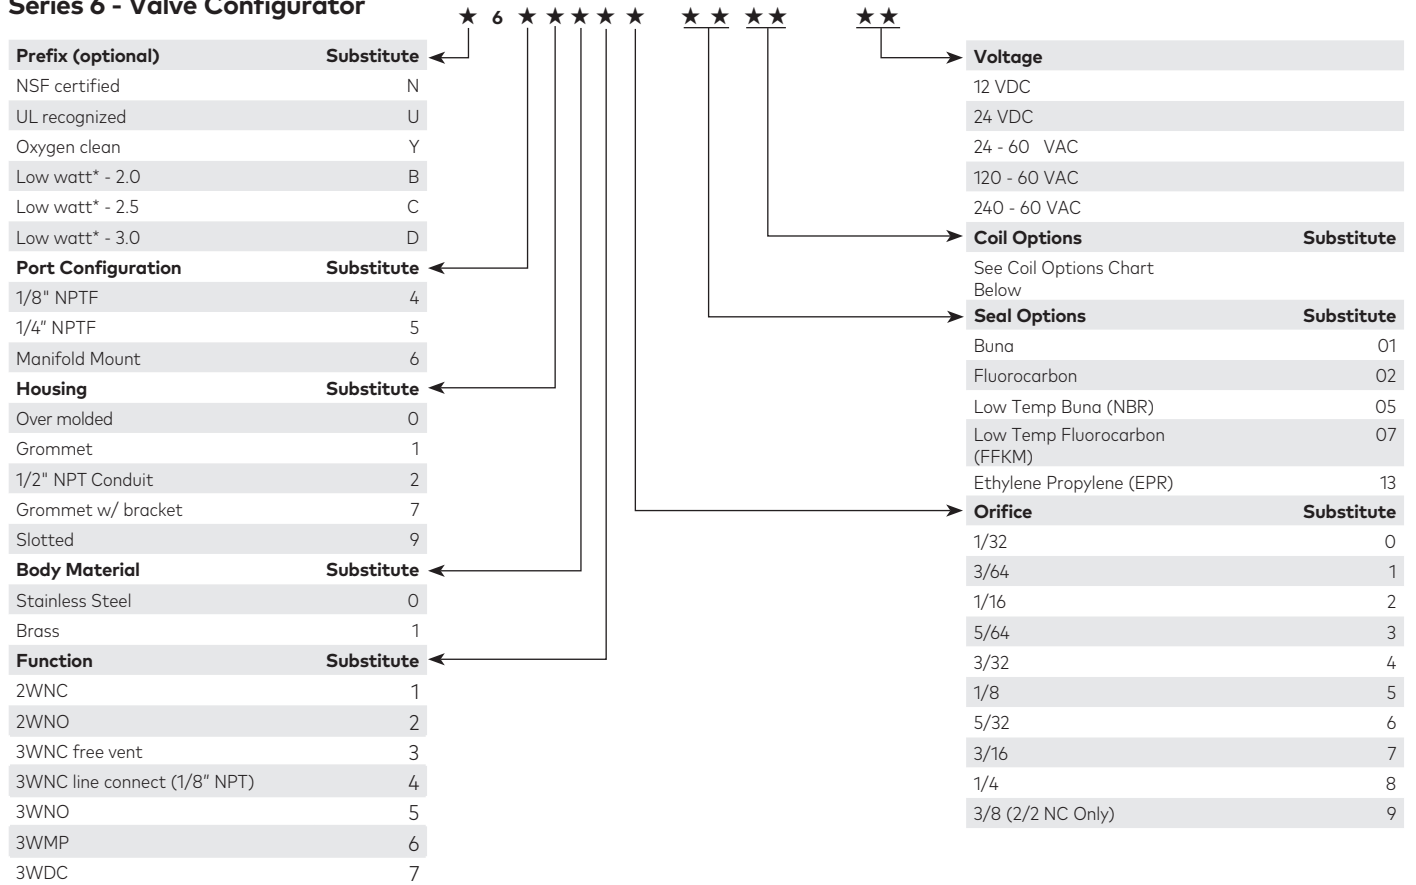 Series 6 - Valve Configurator
★ 6 ★ ★ ★ ★ ★ ★ ★ ★ ★ ★ ★
Prefix (optional) Substitute
NSF certified N
UL recognized U
Oxygen clean Y
Low watt* - 2.0 B
Low watt* - 2.5 C
Low watt* - 3.0 D
Port Configuration Substitute
1/8" NPTF 4
1/4” NPTF 5
Manifold Mount 6
Housing Substitute
Over molded 0
Grommet 1
1/2" NPT Conduit 2
Grommet w/ bracket 7
Slotted 9
Body Material Substitute
Stainless Steel 0
Brass 1
Function Substitute
2WNC 1
2WNO 2
3WNC free vent 3
3WNC line connect (1/8” NPT) 4
3WNO 5
3WMP 6
3WDC 7
Voltage
12 VDC
24 VDC
24 - 60 VAC
120 - 60 VAC
240 - 60 VAC
Coil Options Substitute
See Coil Options Chart
Below
Seal Options Substitute
Buna 01
Fluorocarbon 02
Low Temp Buna (NBR) 05
Low Temp Fluorocarbon 07
(FFKM)
Ethylene Propylene (EPR) 13
Orifice Substitute
1/32 0
3/64 1
1/16 2
5/64 3
3/32 4
1/8 5
5/32 6
3/16 7
1/4 8
3/8 (2/2 NC Only) 9